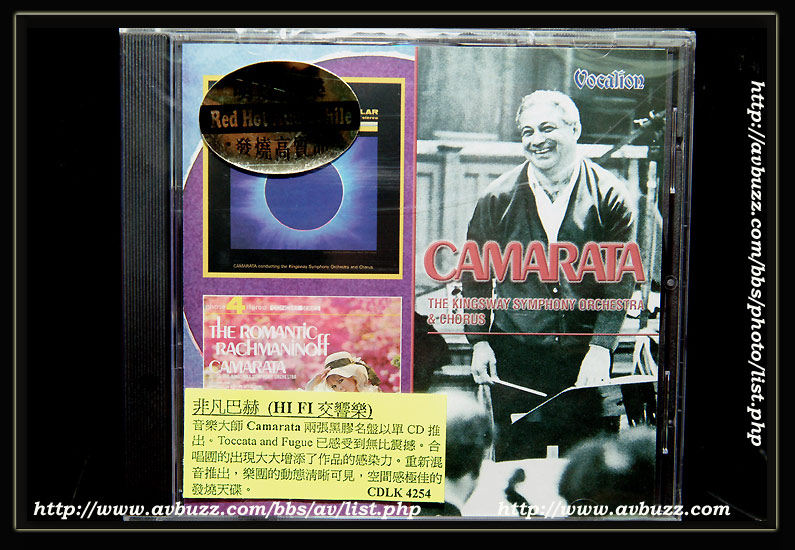 Vocalion
Red Hot
發燒高
CAMARATA conducting the Kingsway Symphony Orchestra and Chorus
CAMARATA
THE KINGSWAY SYMPHONY ORCHESTRA
& CHORUS
4
THE ROMANTIC
RACHMANINOFF
CAMARATA
非凡巴赫 (HI FI 交響樂)
音樂大師 Camarata 兩張黑膠名盤以單 CD 推
出。Toccata and Fugue 已感受到無比震撼。合
唱團的出現大大增添了作品的感染力。重新混
音推出，樂團的動態清晰可見，空間感極佳的
發燒天碟。 CDLK 4254
http://avbuzz.com/bbs/photo/list.php
http://www.avbuzz.com/bbs/av/list.php
http://www.avbuzz.com